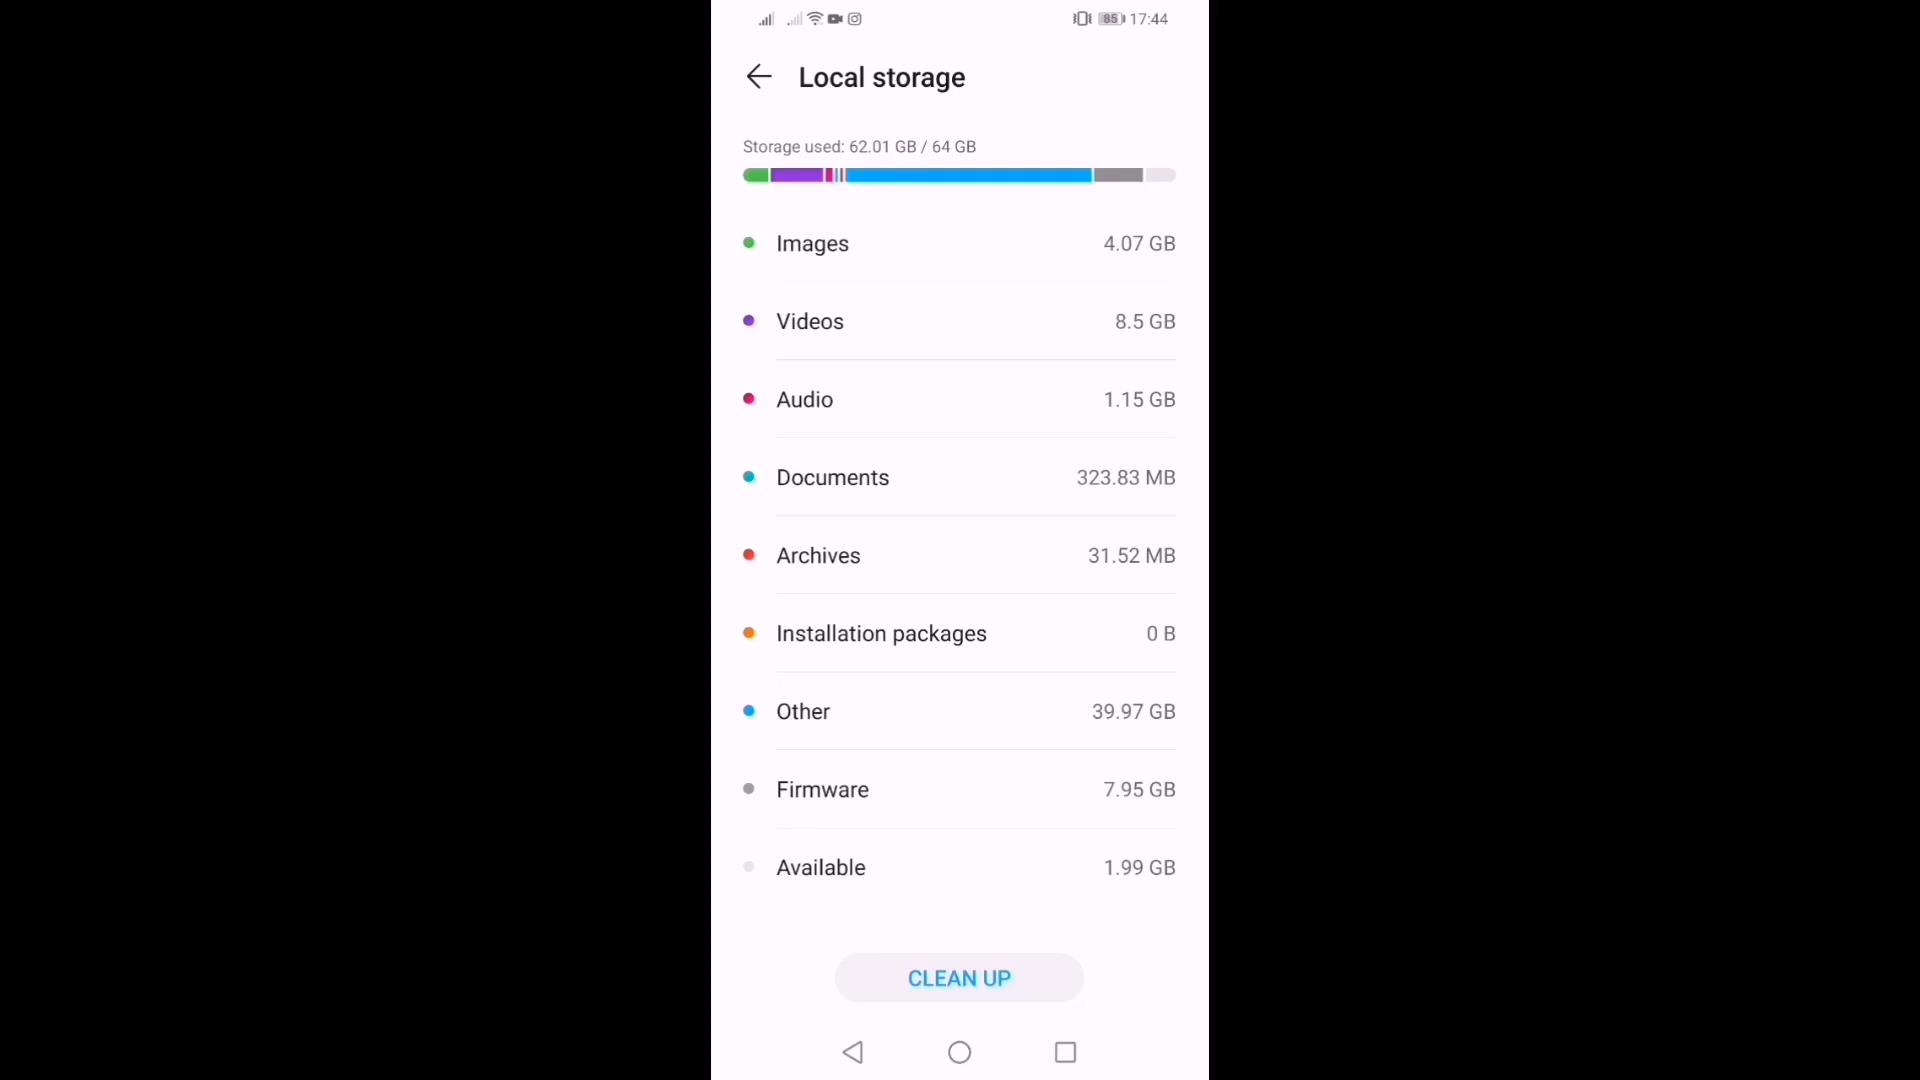 85 17:44
Local storage
Storage used: 62.01 GB / 64 GB
Images 4.07 GB
Videos 8.5 GB
Audio 1.15 GB
Documents 323.83 MB
Archives 31.52 MB
Installation packages 0 B
Other 39.97 GB
Firmware 7.95 GB
Available 1.99 GB
CLEAN UP